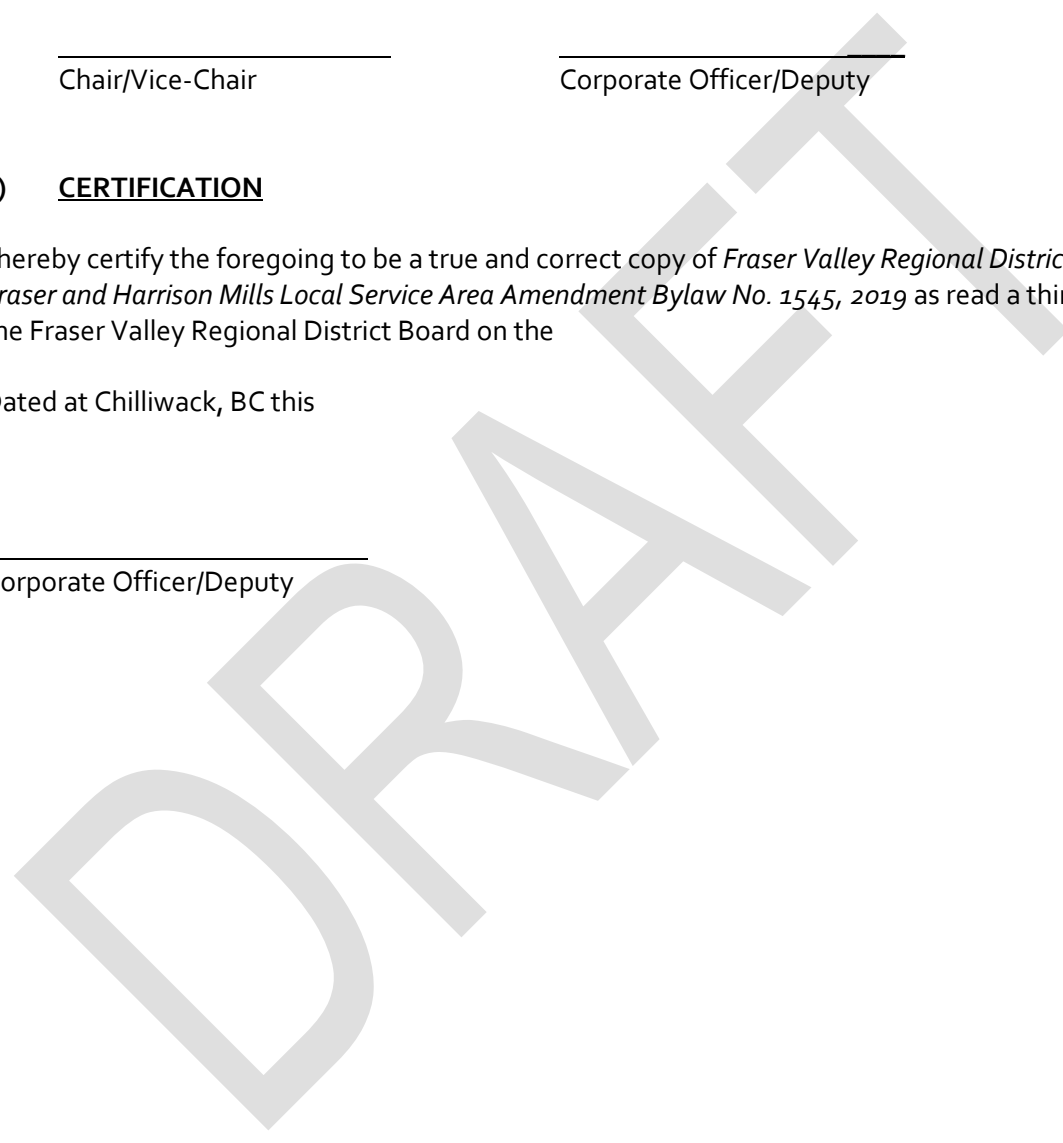 Chair/Vice-Chair Corporate Officer/Deputy
) CERTIFICATION
hereby certify the foregoing to be a true and correct copy of Fraser Valley Regional Distric
raser and Harrison Mills Local Service Area Amendment Bylaw No. 1545, 2019 as read a thir
he Fraser Valley Regional District Board on the
ated at Chilliwack, BC this
orporate Officer/Deputy
DRAFT